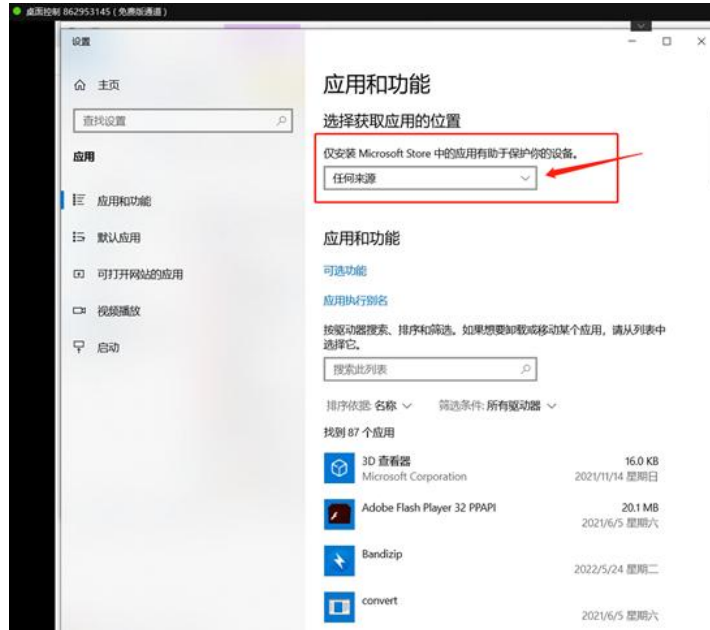 桌面控制 862953145 ( 免费版通道 )
设置
主页
查找设置
应用
应用和功能
默认应用
可打开网站的应用
视频播放
启动
应用和功能
选择获取应用的位置
仅安装 Microsoft Store 中的应用有助于保护你的设备。
任何来源
应用和功能
可选功能
应用执行别名
按驱动器搜索、排序和筛选。如果想要卸载或移动某个应用，请从列表中
选择它。
搜索此列表
排序依据: 名称 筛选条件: 所有驱动器
找到 87 个应用
3D 查看器 16.0 KB
Microsoft Corporation 2021/11/14 星期日
Adobe Flash Player 32 PPAPI 20.1 MB
2021/6/5 星期六
Bandizip
2022/5/24 星期二
convert
2021/6/5 星期六